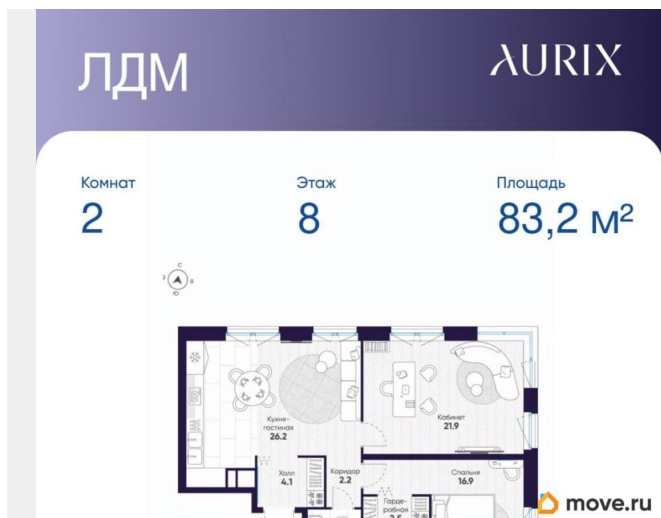 ЛДМ
AURIX
Комнат
2
Этаж
8
Площадь
83,2 м²
С
З
В
Ю
Кухня-
гостиная
26.2
Кабинет
21.9
Холл
4.1
Коридор
2.2
Спальня
16.9
Гарде-
робная
move.ru